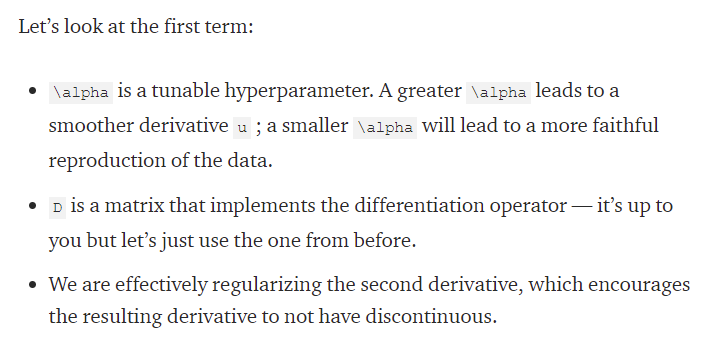 Let’s look at the first term:
• \alpha is a tunable hyperparameter. A greater \alpha leads to a
smoother derivative u ; a smaller \alpha will lead to a more faithful
reproduction of the data.
• D is a matrix that implements the differentiation operator — it’s up to
you but let’s just use the one from before.
• We are effectively regularizing the second derivative, which encourages
the resulting derivative to not have discontinuous.